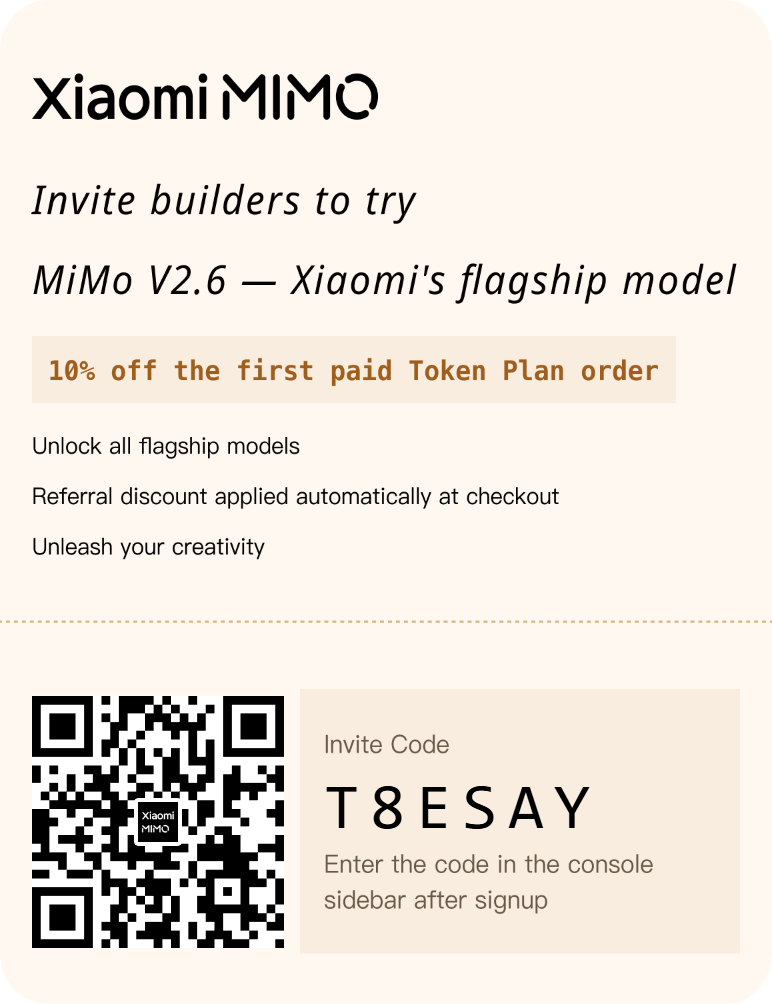 Xiaomi MIMO
Invite builders to try
MiMo V2.6 — Xiaomi's flagship model
10% off the first paid Token Plan order
Unlock all flagship models
Referral discount applied automatically at checkout
Unleash your creativity
Xiaomi
MIMO
Invite Code
T8ESAY
Enter the code in the console
sidebar after signup